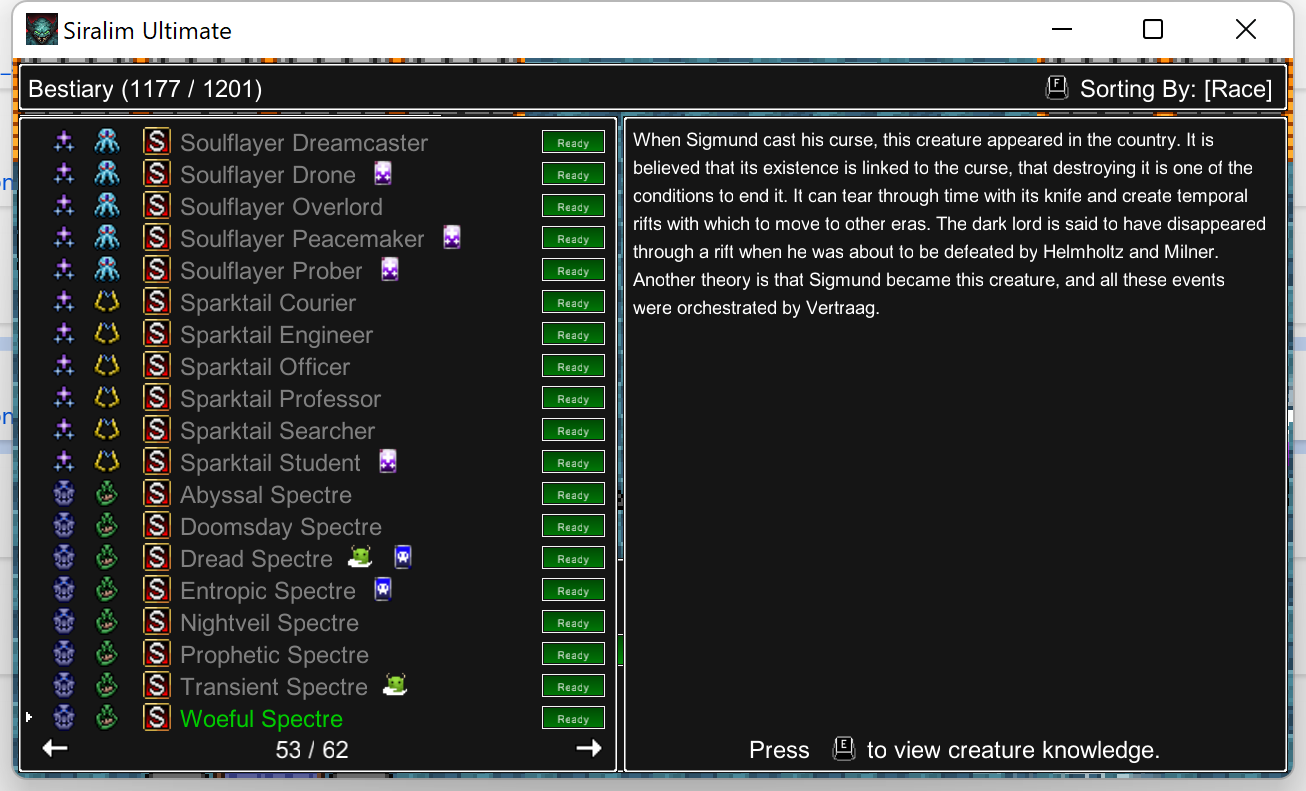 Siralim Ultimate
Bestiary (1177 / 1201)
F Sorting By: [Race]
S Soulflayer Dreamcaster Ready
S Soulflayer Drone Ready
S Soulflayer Overlord Ready
S Soulflayer Peacemaker Ready
S Soulflayer Prober Ready
S Sparktail Courier Ready
S Sparktail Engineer Ready
S Sparktail Officer Ready
S Sparktail Professor Ready
S Sparktail Searcher Ready
S Sparktail Student Ready
S Abyssal Spectre Ready
S Doomsday Spectre Ready
S Dread Spectre Ready
S Entropic Spectre Ready
S Nightveil Spectre Ready
S Prophetic Spectre Ready
S Transient Spectre Ready
S Woeful Spectre Ready
53 / 62
When Sigmund cast his curse, this creature appeared in the country. It is
believed that its existence is linked to the curse, that destroying it is one of the
conditions to end it. It can tear through time with its knife and create temporal
rifts with which to move to other eras. The dark lord is said to have disappeared
through a rift when he was about to be defeated by Helmholtz and Milner.
Another theory is that Sigmund became this creature, and all these events
were orchestrated by Vertraag.
Press E to view creature knowledge.